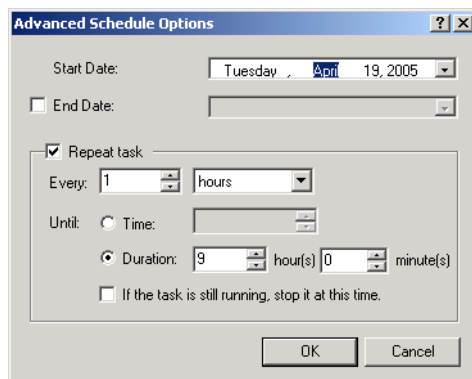 Advanced Schedule Options
Start Date: Tuesday , April 19, 2005
End Date:
Repeat task
Every: 1 hours
Until: Time:
Duration: 9 hour(s) 0 minute(s)
If the task is still running, stop it at this time.
OK Cancel